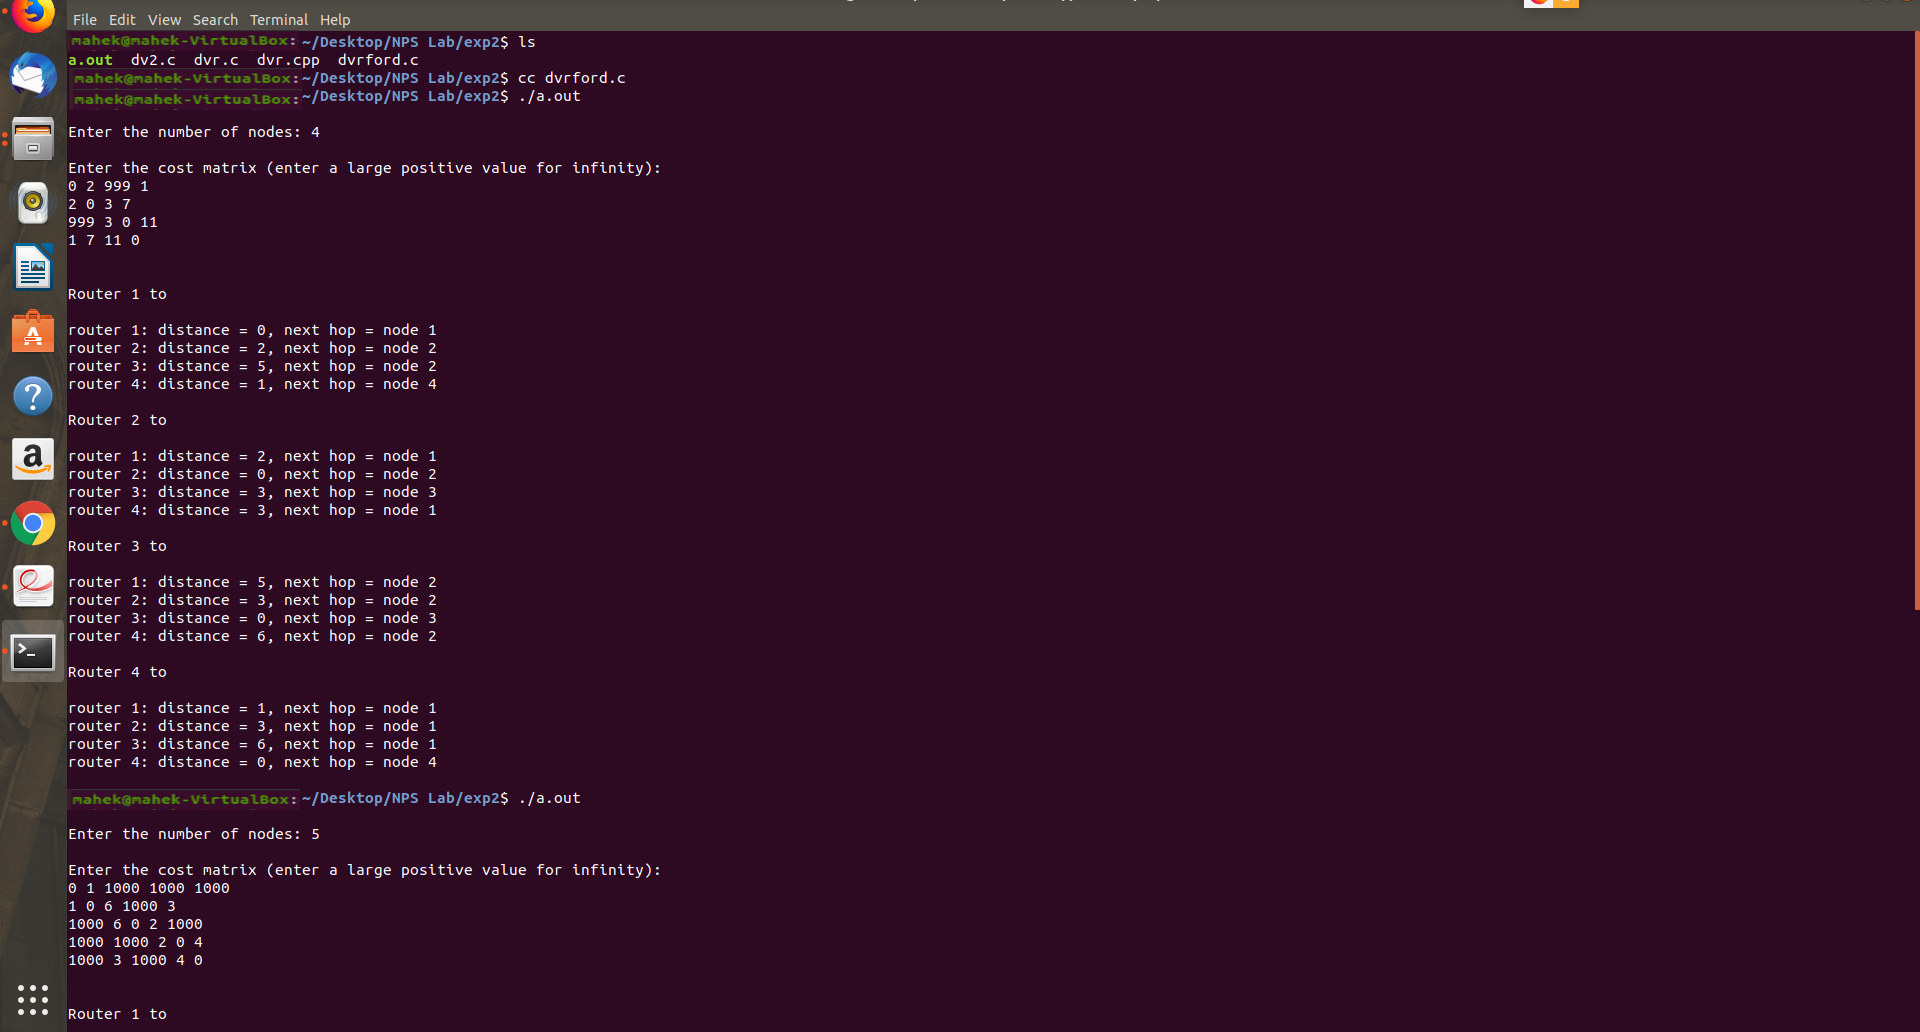 File Edit View Search Terminal Help
mahek@mahek-VirtualBox:~/Desktop/NPS Lab/exp2$ ls
a.out dv2.c dvr.c dvr.cpp dvrford.c
mahek@mahek-VirtualBox:~/Desktop/NPS Lab/exp2$ cc dvrford.c
mahek@mahek-VirtualBox:~/Desktop/NPS Lab/exp2$ ./a.out
Enter the number of nodes: 4
Enter the cost matrix (enter a large positive value for infinity):
0 2 999 1
2 0 3 7
999 3 0 11
1 7 11 0
Router 1 to
router 1: distance = 0, next hop = node 1
router 2: distance = 2, next hop = node 2
router 3: distance = 5, next hop = node 2
router 4: distance = 1, next hop = node 4
Router 2 to
router 1: distance = 2, next hop = node 1
router 2: distance = 0, next hop = node 2
router 3: distance = 3, next hop = node 3
router 4: distance = 3, next hop = node 1
Router 3 to
router 1: distance = 5, next hop = node 2
router 2: distance = 3, next hop = node 2
router 3: distance = 0, next hop = node 3
router 4: distance = 6, next hop = node 2
Router 4 to
router 1: distance = 1, next hop = node 1
router 2: distance = 3, next hop = node 1
router 3: distance = 6, next hop = node 1
router 4: distance = 0, next hop = node 4
mahek@mahek-VirtualBox:~/Desktop/NPS Lab/exp2$ ./a.out
Enter the number of nodes: 5
Enter the cost matrix (enter a large positive value for infinity):
0 1 1000 1000 1000
1 0 6 1000 3
1000 6 0 2 1000
1000 1000 2 0 4
1000 3 1000 4 0
Router 1 to